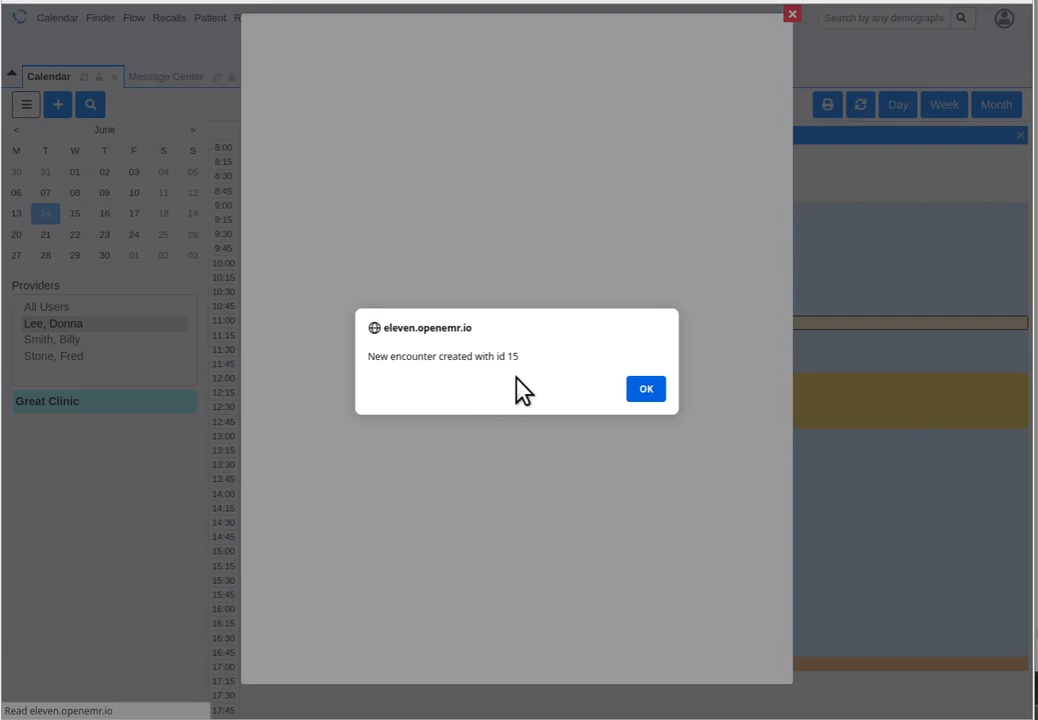 Calendar Finder Flow Recalls Patient R
Search by any demographi
Calendar
Message Center
Day Week Month
< June >
M T W T F S S
30 31 01 02 03 04 05
06 07 08 09 10 11 12
13 14 15 16 17 18 19
20 21 22 23 24 25 26
27 28 29 30 01 02 03
Providers
All Users
Lee, Donna
Smith, Billy
Stone, Fred
Great Clinic
8:00
8:15
8:30
8:45
9:00
9:15
9:30
9:45
10:00
10:15
10:30
10:45
11:00
11:15
11:30
11:45
12:00
12:15
12:30
12:45
13:00
13:15
13:30
13:45
14:00
14:15
14:30
14:45
15:00
15:15
15:30
15:45
16:00
16:15
16:30
16:45
17:00
17:15
17:30
17:45
eleven.openemr.io
New encounter created with id 15
OK
Read eleven.openemr.io